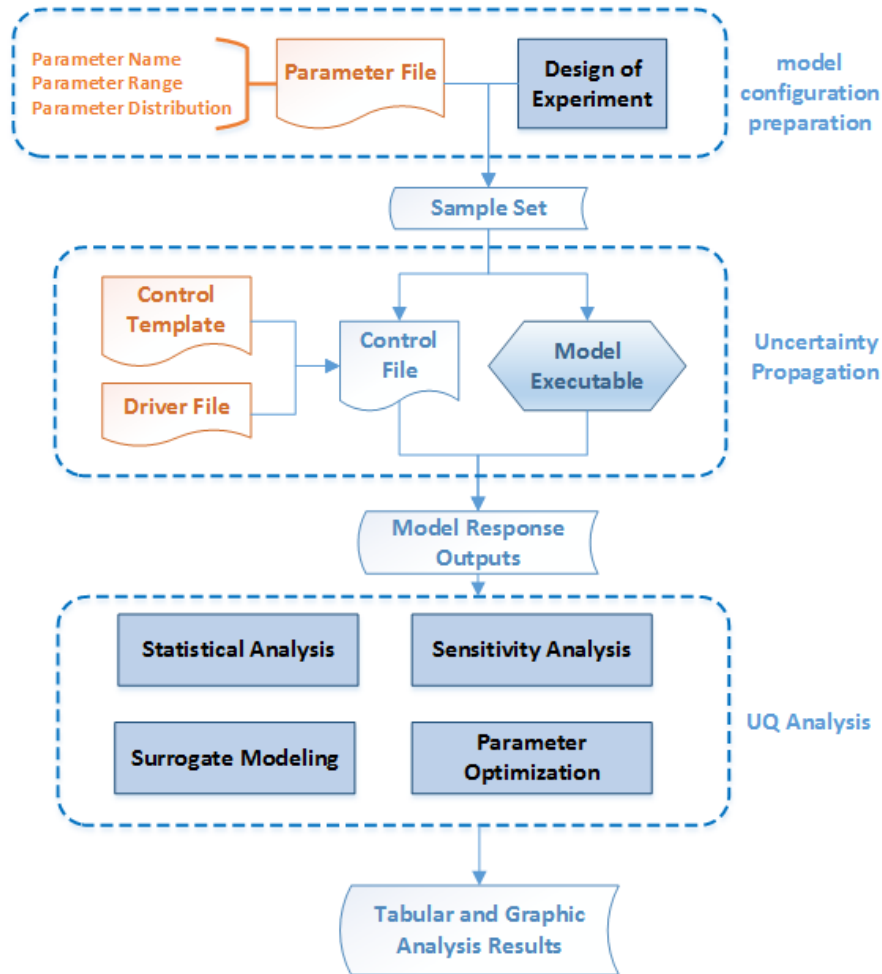 Parameter Name
Parameter Range
Parameter Distribution
Parameter File
Design of
Experiment
model
configuration
preparation
Sample Set
Control
Template
Driver File
Control
File
Model
Executable
Uncertainty
Propagation
Model Response
Outputs
Statistical Analysis
Sensitivity Analysis
Surrogate Modeling
Parameter
Optimization
UQ Analysis
Tabular and Graphic
Analysis Results